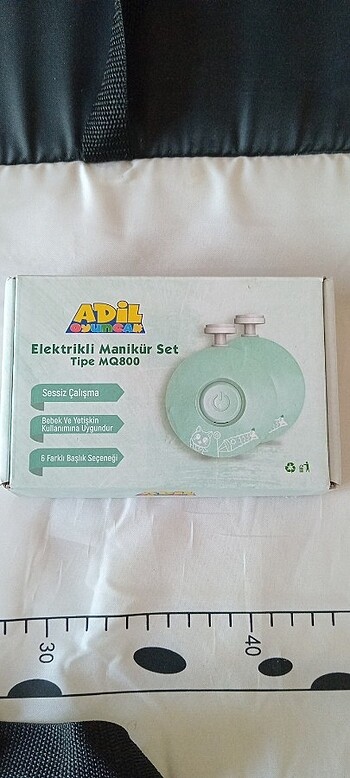 ADİL
OYUNCAK
Elektrikli Manikür Set
Tipe MQ800
Sessiz Çalışma
Bebek Ve Yetişkin
Kullanımına Uygundur
6 Farklı Başlık Seçeneği
30
40